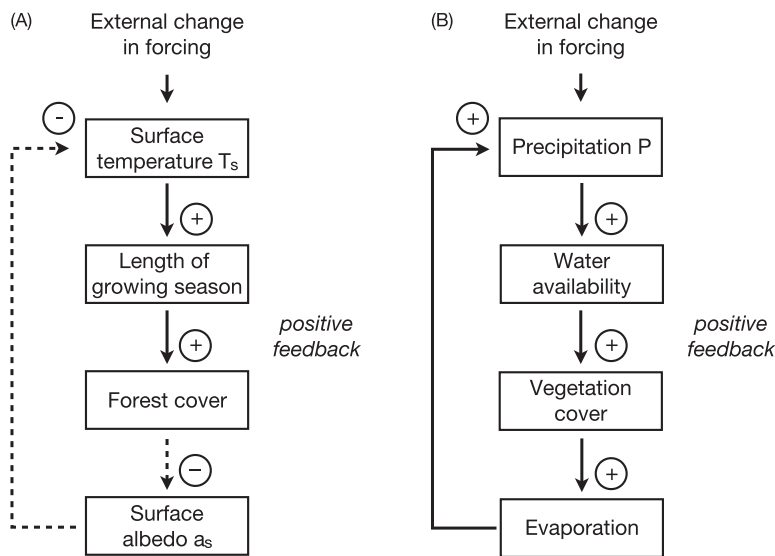 (A)
External change
in forcing
-
Surface
temperature Ts
+
Length of
growing season
+
positive
feedback
Forest cover
−
Surface
albedo as
(B)
External change
in forcing
+
Precipitation P
+
Water
availability
+
positive
feedback
Vegetation
cover
+
Evaporation